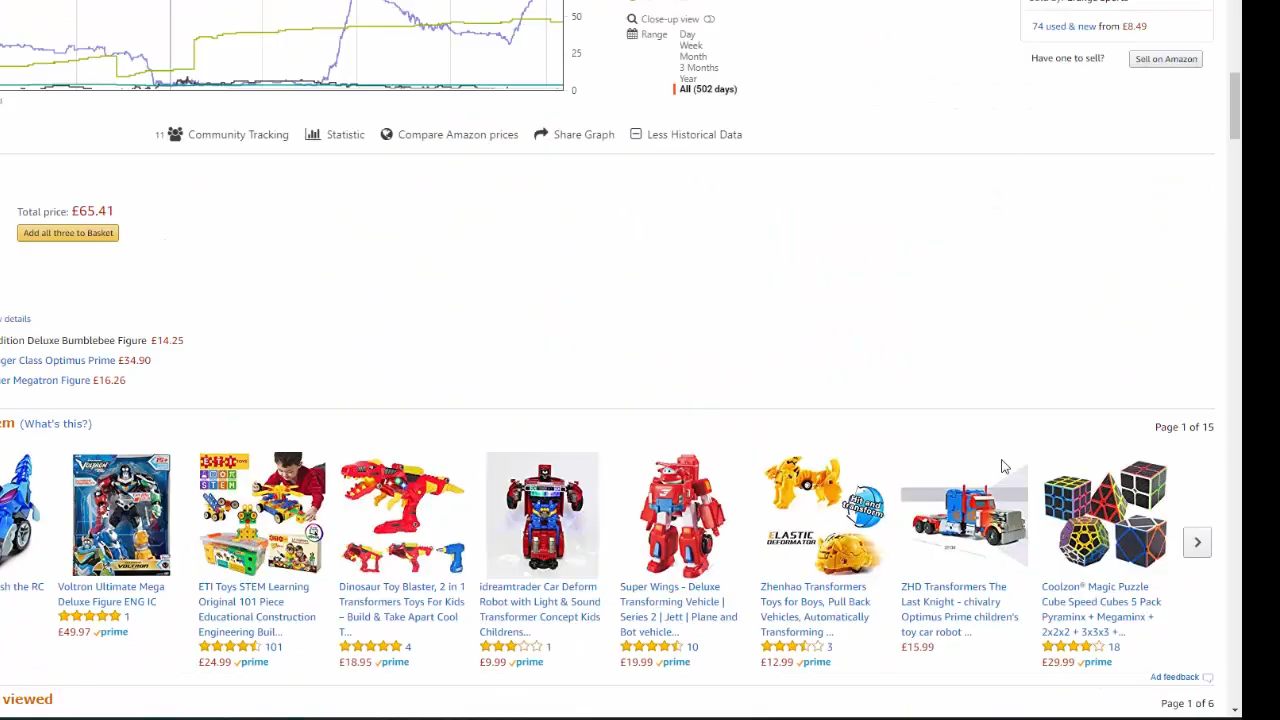 50
Close-up view
74 used & new from £8.49
Range
Day
Week
25
Month
Have one to sell?
Sell on Amazon
3 Months
Year
0
All (502 days)
11 Community Tracking
Statistic
Compare Amazon prices
Share Graph
Less Historical Data
Total price: £65.41
Add all three to Basket
details
dition Deluxe Bumblebee Figure £14.25
ger Class Optimus Prime £34.90
er Megatron Figure £16.26
em (What's this?)
Page 1 of 15
VOLTRON
VOLTRON
STEM
ELASTIC
DEFORMATOR
Hit and
transform
sh the RC
Voltron Ultimate Mega
Deluxe Figure ENG IC
1
£49.97 prime
ETI Toys STEM Learning
Original 101 Piece
Educational Construction
Engineering Buil...
101
£24.99 prime
Dinosaur Toy Blaster, 2 in 1
Transformers Toys For Kids
– Build & Take Apart Cool
T...
4
£18.95 prime
idreamtrader Car Deform
Robot with Light & Sound
Transformer Concept Kids
Childrens...
1
£9.99 prime
Super Wings - Deluxe
Transforming Vehicle |
Series 2 | Jett | Plane and
Bot vehicle...
10
£19.99 prime
Zhenhao Transformers
Toys for Boys, Pull Back
Vehicles, Automatically
Transforming ...
3
£12.99 prime
ZHD Transformers The
Last Knight - chivalry
Optimus Prime children's
toy car robot ...
£15.99
Coolzon® Magic Puzzle
Cube Speed Cubes 5 Pack
Pyraminx + Megaminx +
2x2x2 + 3x3x3 +...
18
£29.99 prime
Ad feedback
viewed
Page 1 of 6